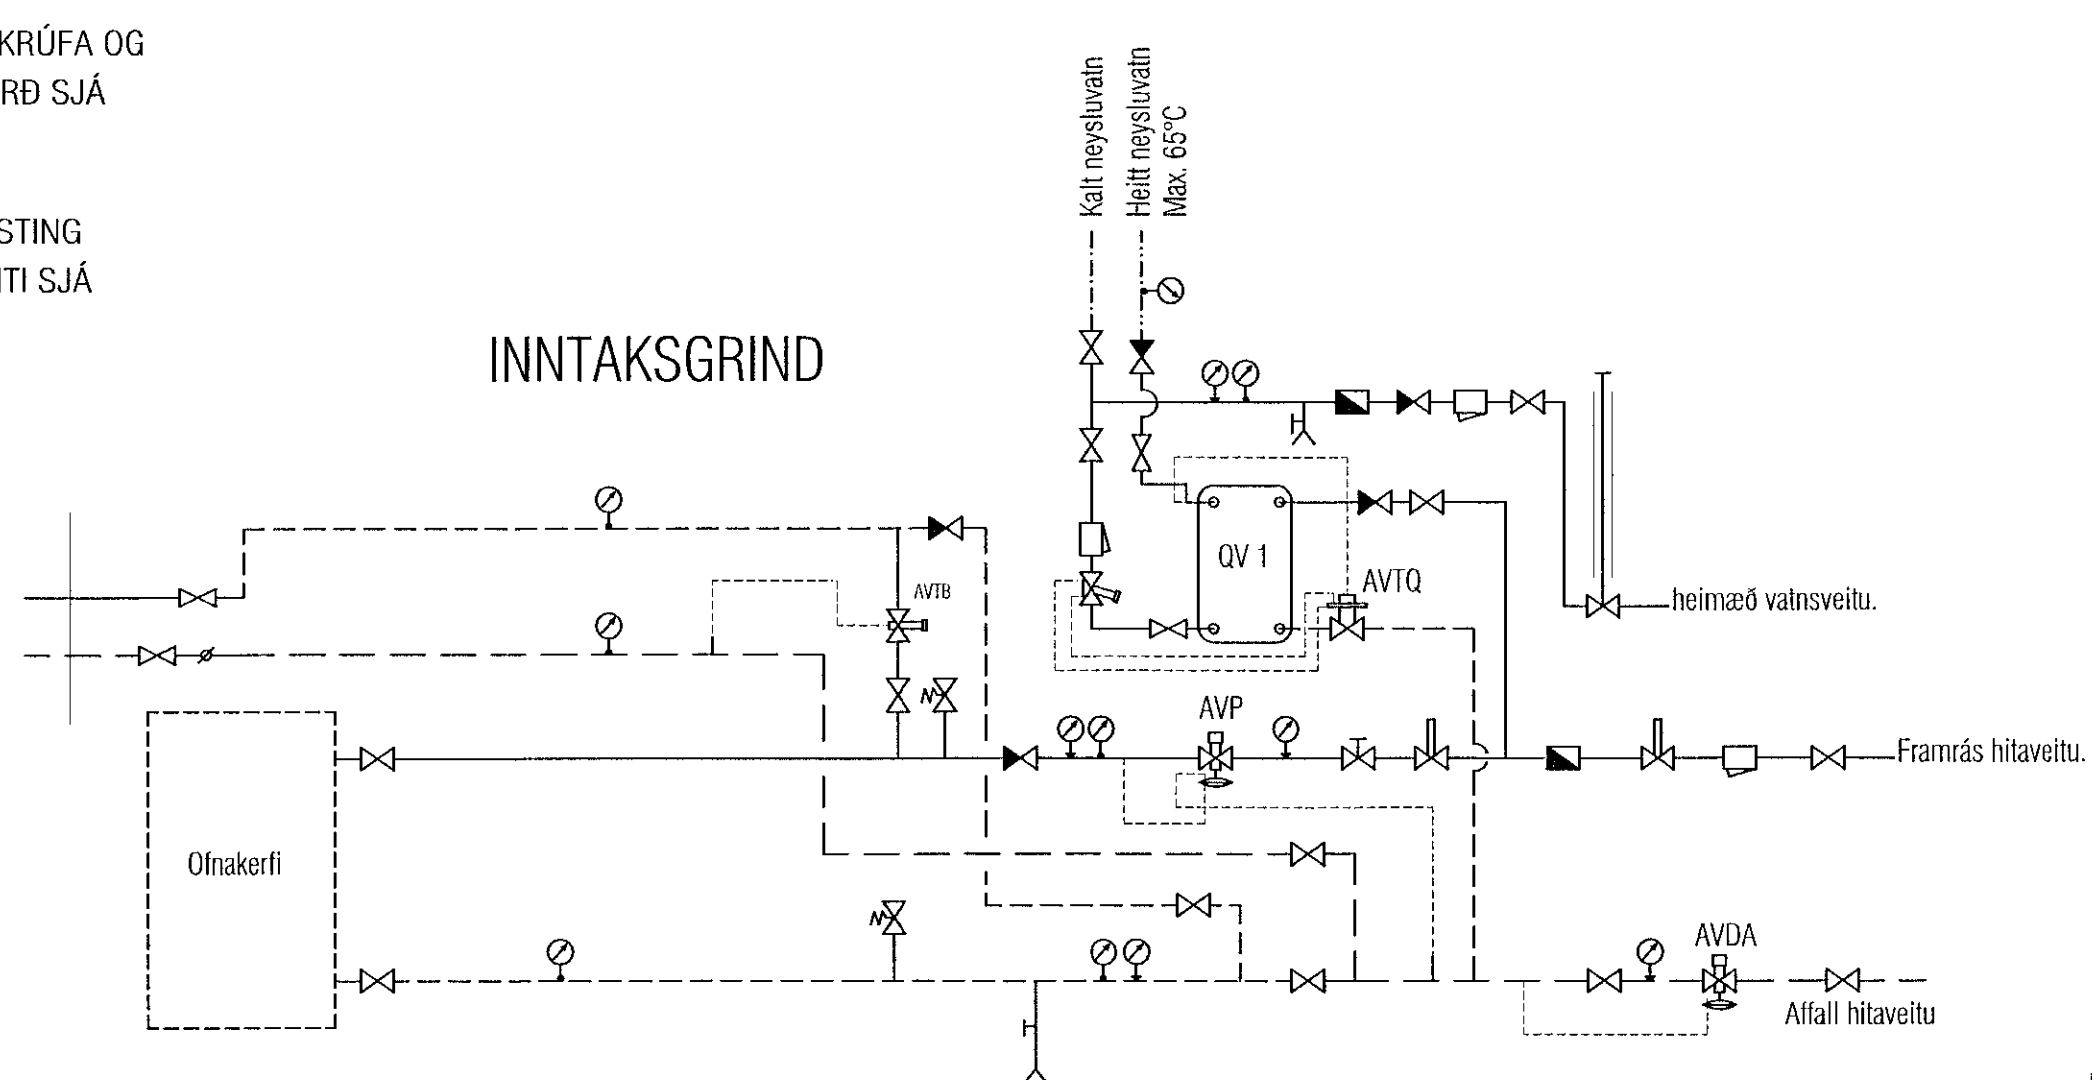 KRÚFA OG
RÐ SJÁ
STING
ITI SJÁ
INNTAKSGRIND
Kalt neysluvatn
Heitt neysluvatn
Max. 65°C
QV 1
AVTB
AVTQ
heimæð vatnsveitu.
AVP
Framrás hitaveitu.
Ofnakerfi
AVDA
Affall hitaveitu